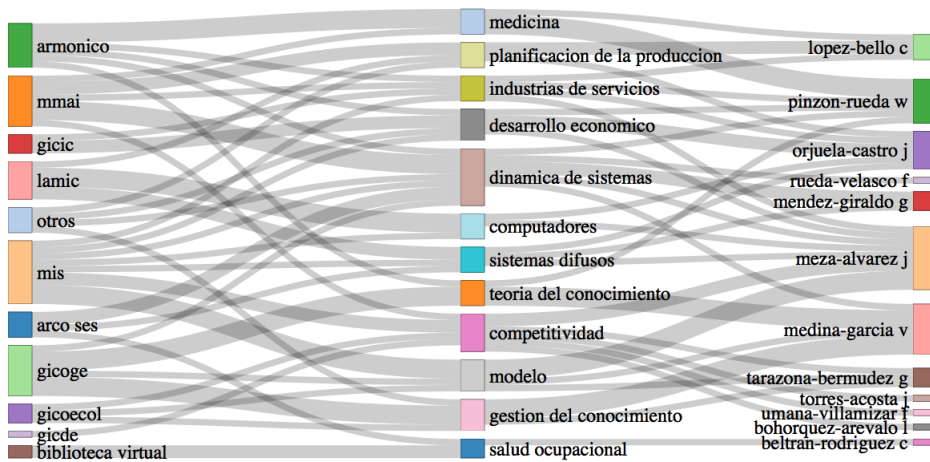 armonico
mmai
gicic
lamic
otros
mis
arco ses
gicoge
gicoecol
gicde
biblioteca virtual
medicina
planificacion de la produccion
industrias de servicios
desarrollo economico
dinamica de sistemas
computadores
sistemas difusos
teoria del conocimiento
competitividad
modelo
gestion del conocimiento
salud ocupacional
lopez-bello c
pinzon-rueda w
orjuela-castro j
rueda-velasco f
mendez-giraldo g
meza-alvarez j
medina-garcia v
tarazona-bermudez g
torres-acosta j
umana-villamizar f
bohorquez-arevalo l
beltran-rodriguez c